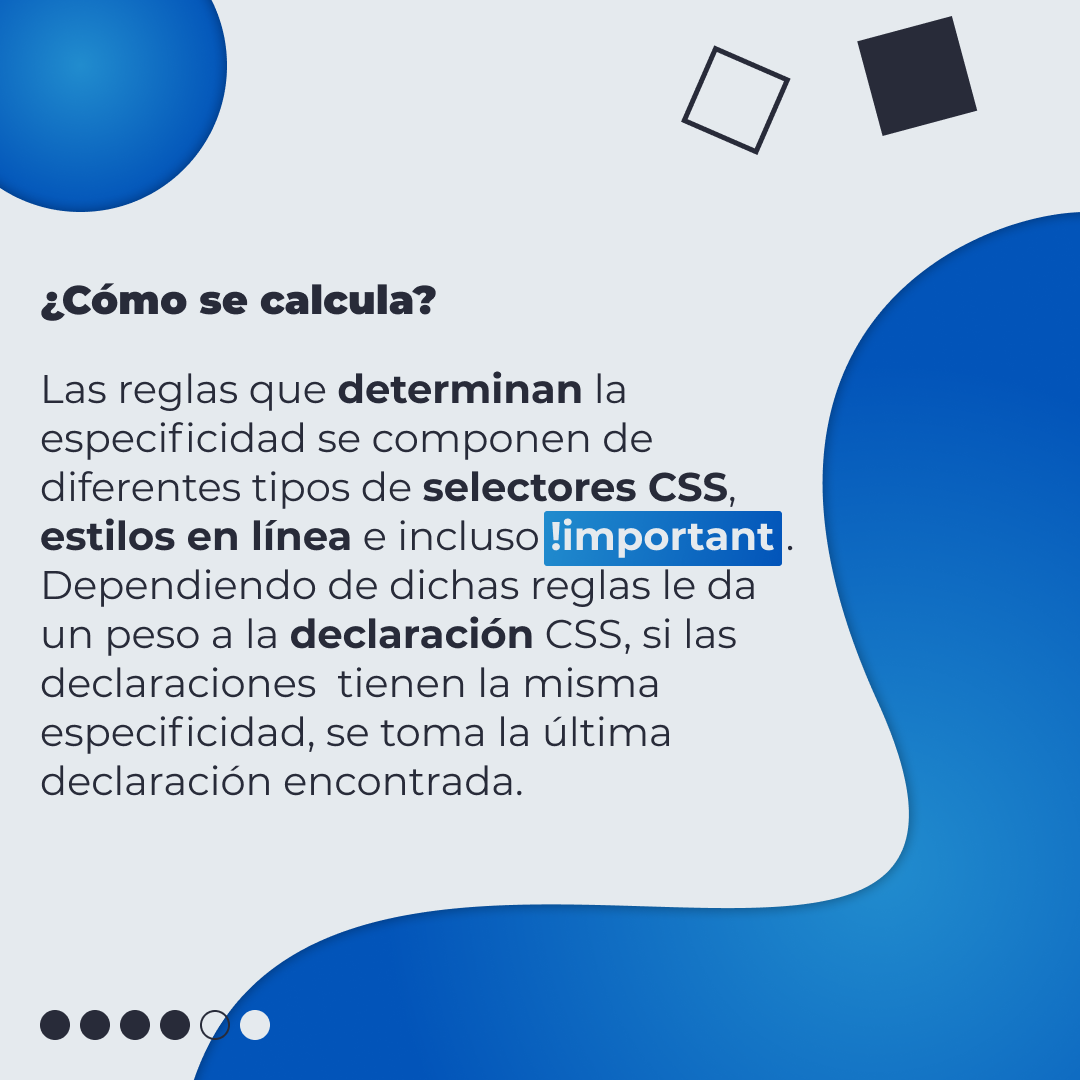 ¿Cómo se calcula?
Las reglas que determinan la
especificidad se componen de
diferentes tipos de selectores CSS,
estilos en línea e incluso !important .
Dependiendo de dichas reglas le da
un peso a la declaración CSS, si las
declaraciones  tienen la misma
especificidad, se toma la última
declaración encontrada.